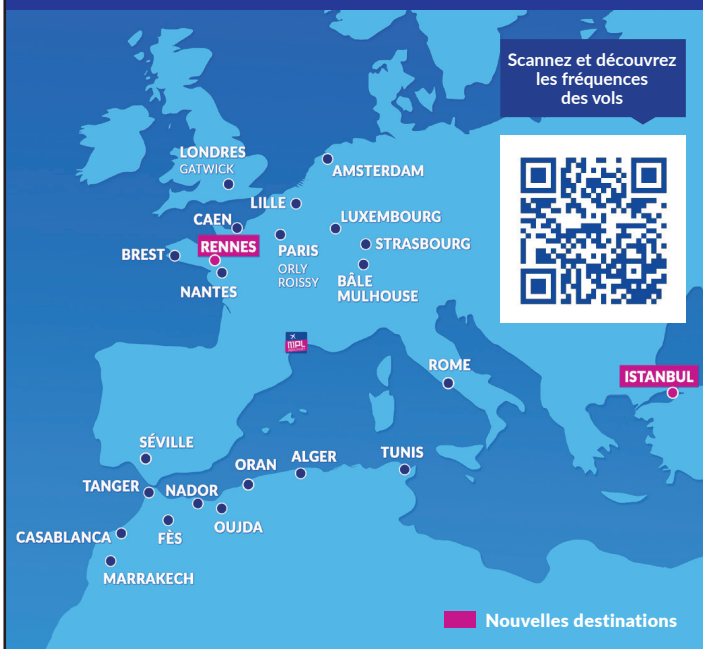 Scannez et découvrez
les fréquences
des vols
LONDRES
GATWICK
AMSTERDAM
LILLE
CAEN
LUXEMBOURG
RENNES
STRASBOURG
BREST
PARIS
ORLY
ROISSY
NANTES
BÂLE
MULHOUSE
MPL
ROME
ISTANBUL
SÉVILLE
TUNIS
ALGER
ORAN
TANGER
NADOR
OUJDA
CASABLANCA
FÈS
MARRAKECH
Nouvelles destinations